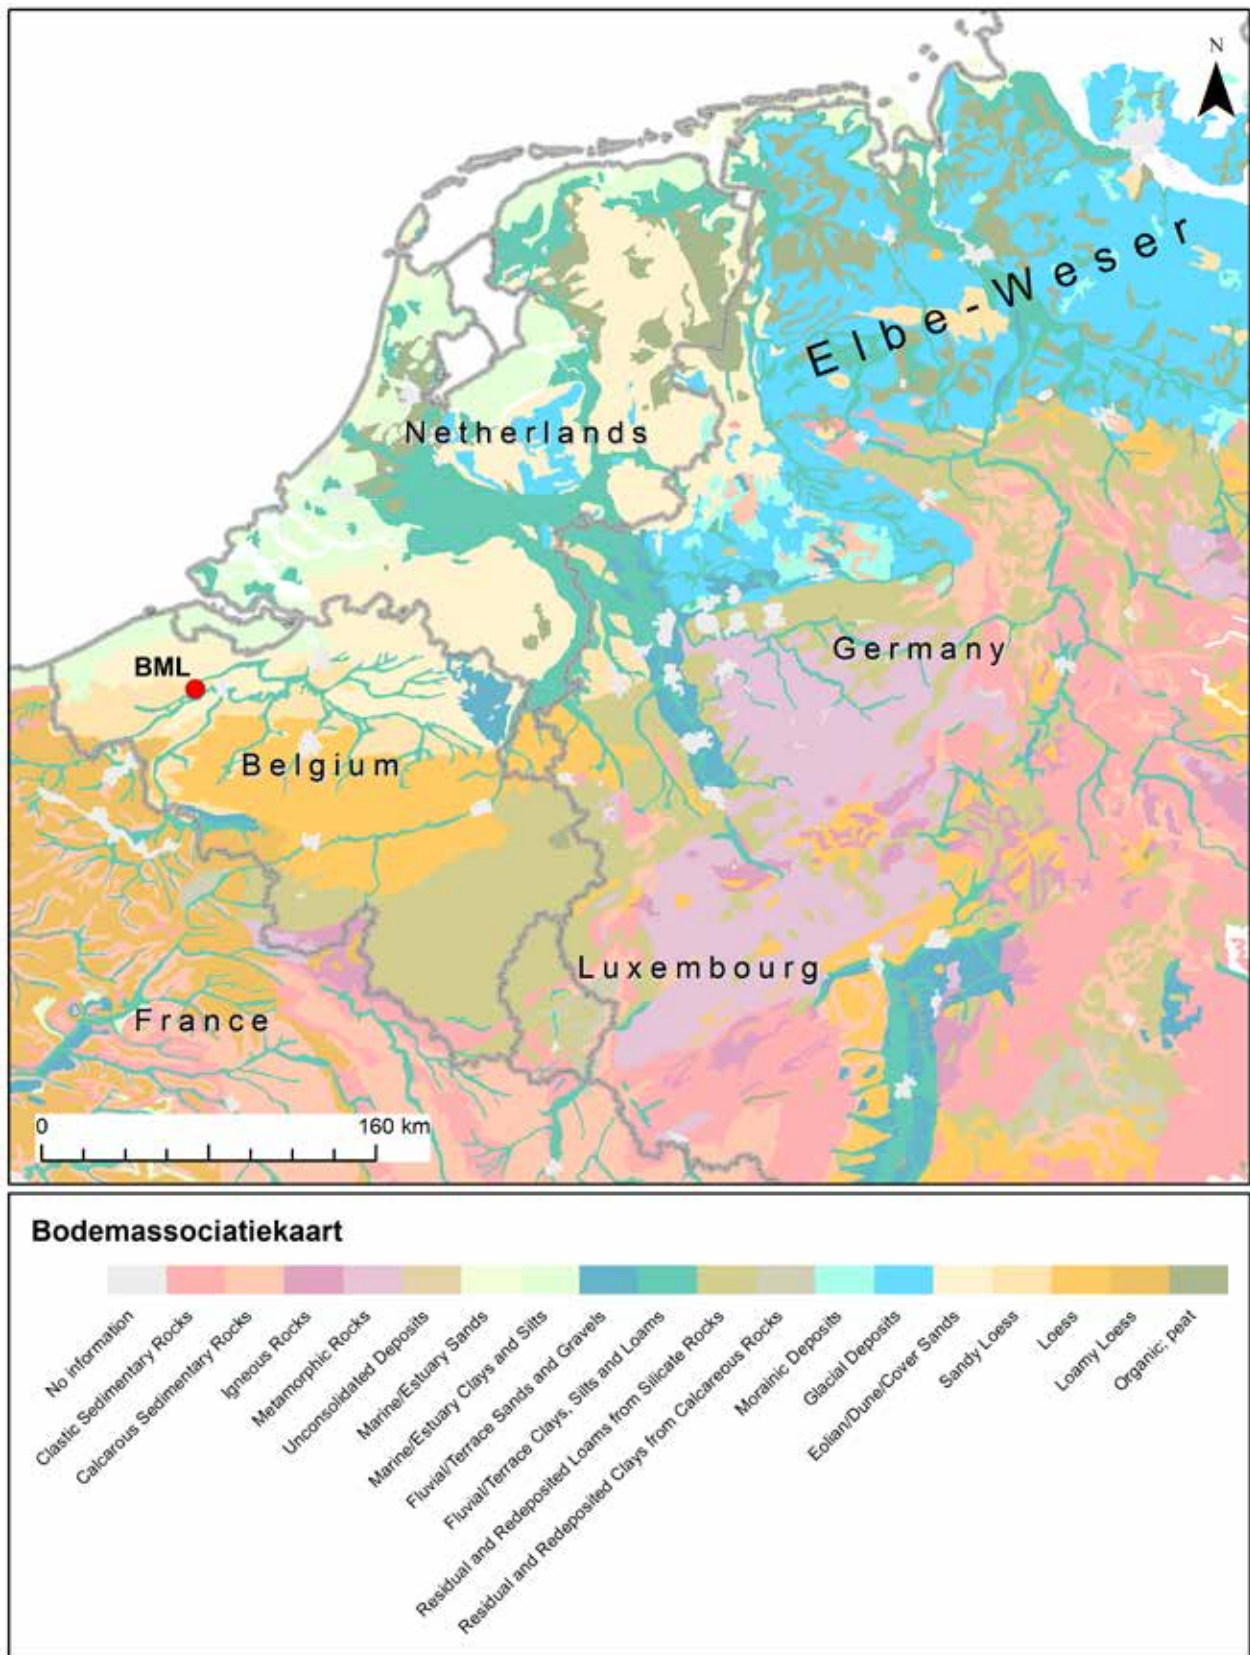 N
Elbe-Weser
Netherlands
BML
Germany
Belgium
Luxembourg
France
0 160 km
Bodemassociatiekaart
No information
Clastic Sedimentary Rocks
Calcarous Sedimentary Rocks
Igneous Rocks
Metamorphic Rocks
Unconsolidated Deposits
Marine/Estuary Sands
Marine/Estuary Clays and Silts
Fluvial/Terrace Sands and Gravels
Fluvial/Terrace Clays, Silts and Loams
Residual and Redeposited Loams from Silicate Rocks
Residual and Redeposited Clays from Calcareous Rocks
Morainic Deposits
Glacial Deposits
Eolian/Dune/Cover Sands
Sandy Loess
Loess
Loamy Loess
Organic; peat